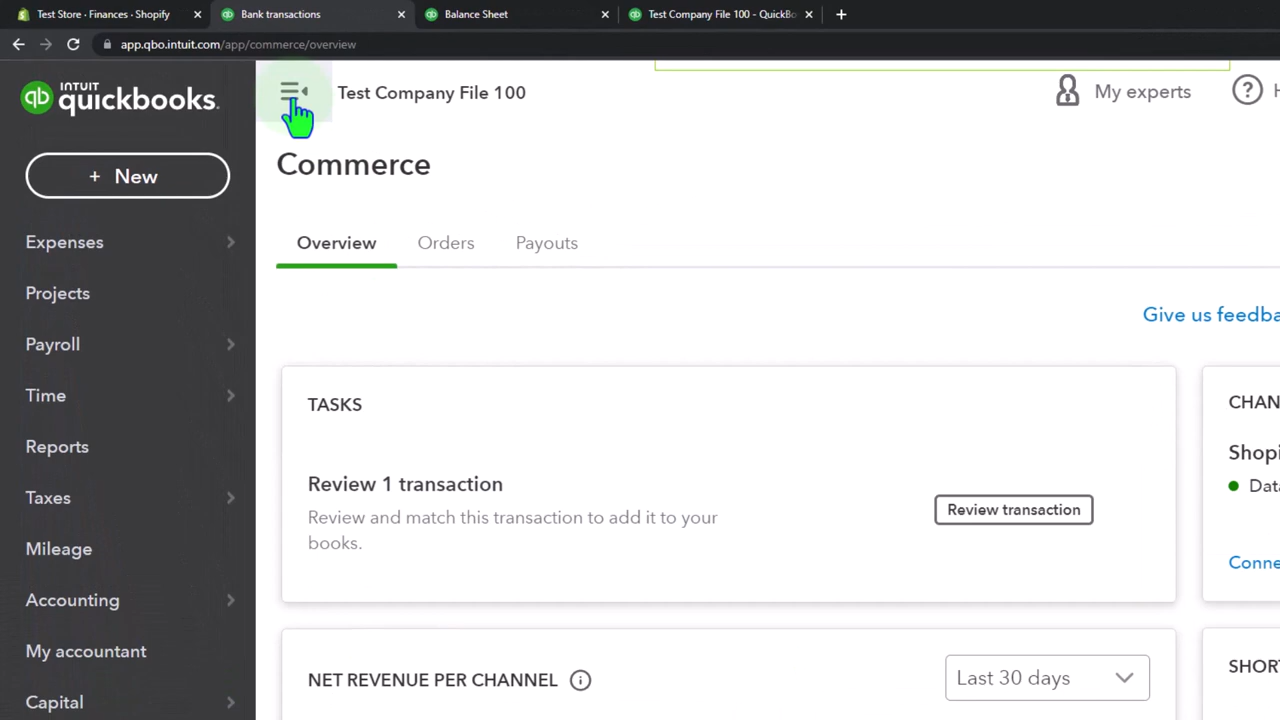 Test Store · Finances · Shopify
Bank transactions
Balance Sheet
Test Company File 100 - QuickBo
app.qbo.intuit.com/app/commerce/overview
INTUIT
qb quickbooks.
Test Company File 100
My experts
?
H
+ New
Commerce
Expenses
Overview
Orders
Payouts
Projects
Give us feedba
Payroll
Time
TASKS
CHAN
Reports
Shopi
Review 1 transaction
Data
Taxes
Review and match this transaction to add it to your
books.
Review transaction
Mileage
Conne
Accounting
My accountant
NET REVENUE PER CHANNEL
Last 30 days
SHORT
Capital